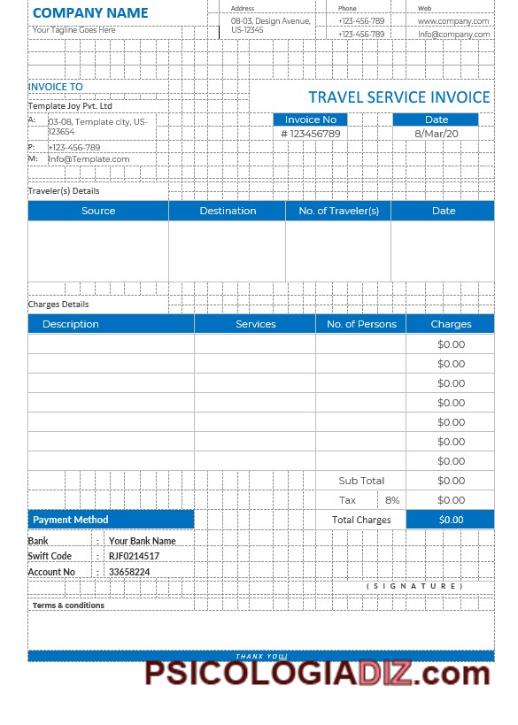 COMPANY NAME
Your Tagline Goes Here
Address
08-03, Design Avenue,
US-12345
Phone
+123-456-789
+123-456-789
Web
www.company.com
Info@company.com
INVOICE TO
Template Joy Pvt. Ltd
A: 03-08, Template city, US-
123654
P: +123-456-789
M: Info@Template.com
TRAVEL SERVICE INVOICE
Invoice No Date
# 123456789 8/Mar/20
Traveler(s) Details
Source Destination No. of Traveler(s) Date
Charges Details
Description Services No. of Persons Charges
$0.00
$0.00
$0.00
$0.00
$0.00
$0.00
$0.00
Sub Total $0.00
Tax 8% $0.00
Payment Method Total Charges $0.00
Bank : Your Bank Name
Swift Code : RJF0214517
Account No : 33658224
( S I G N A T U R E )
Terms & conditions
THANK YOU
PSICOLOGIADIZ.com